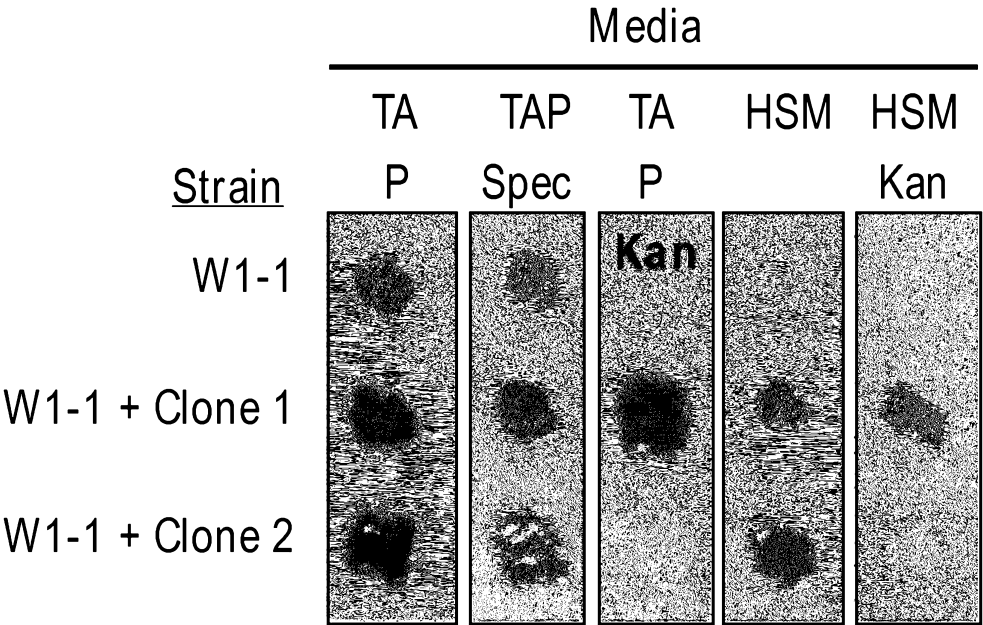 Media
TA TAP TA HSM HSM
Strain P Spec P Kan
Kan
W1-1
W1-1 + Clone 1
W1-1 + Clone 2